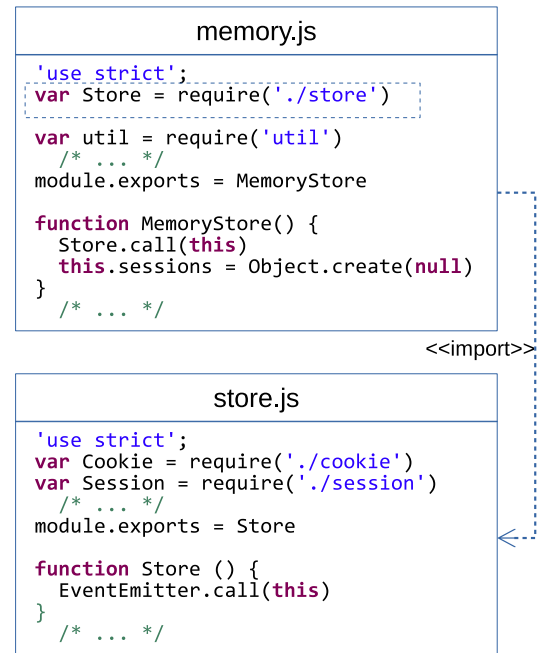 memory.js
'use strict';
var Store = require('./store')
var util = require('util')
/* ... */
module.exports = MemoryStore
function MemoryStore() {
Store.call(this)
this.sessions = Object.create(null)
}
/* ... */
<<import>>
store.js
'use strict';
var Cookie = require('./cookie')
var Session = require('./session')
/* ... */
module.exports = Store
function Store () {
EventEmitter.call(this)
}
/* ... */